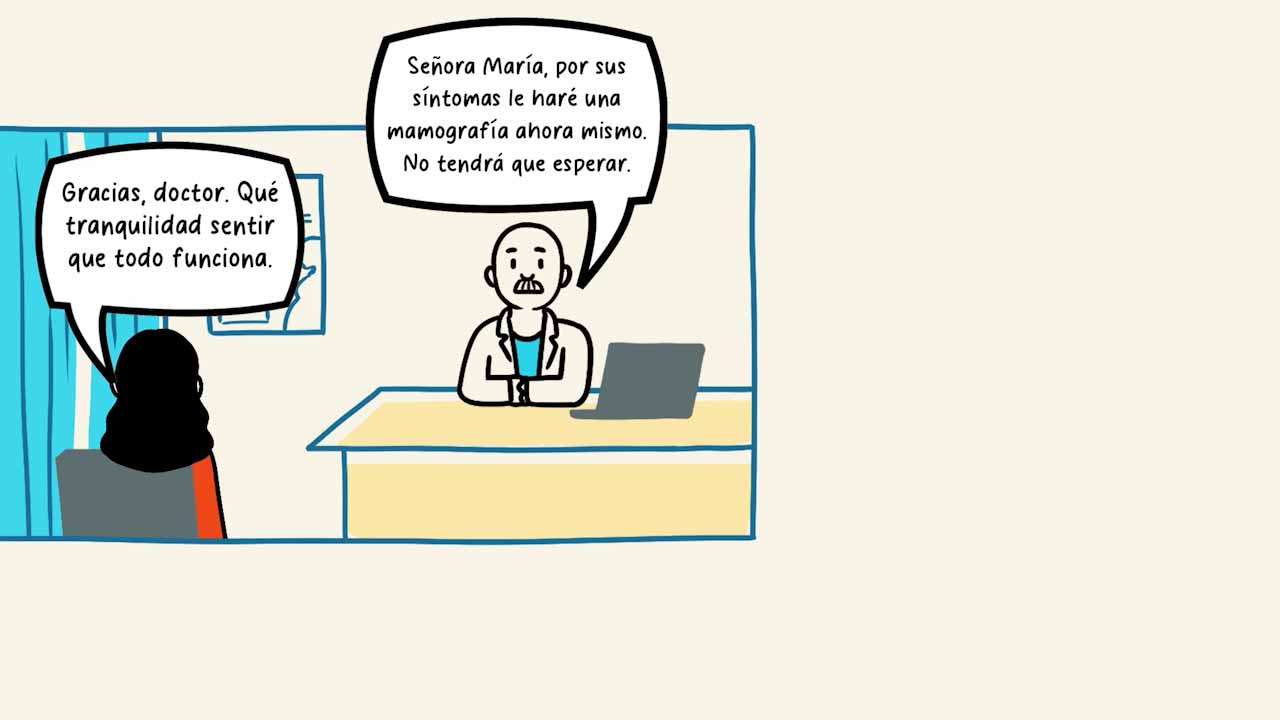 Señora María, por sus
síntomas le haré una
mamografía ahora mismo.
No tendrá que esperar.
Gracias, doctor. Qué
tranquilidad sentir
que todo funciona.